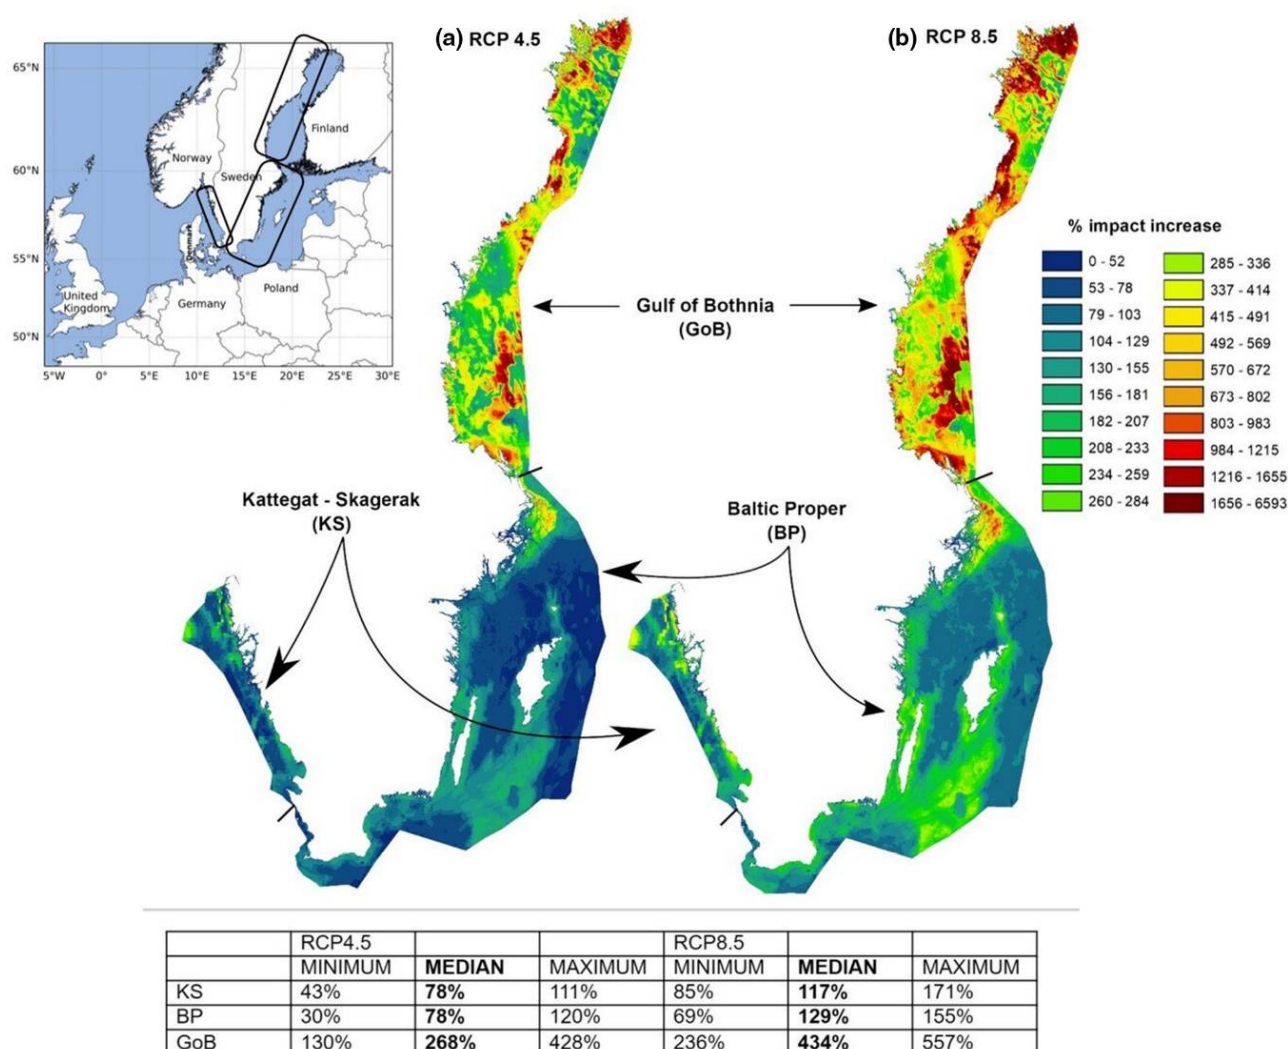 (a) RCP 4.5
(b) RCP 8.5
65°N
60°N
55°N
50°N
5°W 0° 5°E 10°E 15°E 20°E 25°E 30°E
Norway
Sweden
Finland
Denmark
United
Kingdom
Germany
Poland
Gulf of Bothnia
(GoB)
% impact increase
0 - 52
53 - 78
79 - 103
104 - 129
130 - 155
156 - 181
182 - 207
208 - 233
234 - 259
260 - 284
285 - 336
337 - 414
415 - 491
492 - 569
570 - 672
673 - 802
803 - 983
984 - 1215
1216 - 1655
1656 - 6593
Kattegat - Skagerak
(KS)
Baltic Proper
(BP)
RCP4.5 RCP8.5
MINIMUM MEDIAN MAXIMUM MINIMUM MEDIAN MAXIMUM
KS 43% 78% 111% 85% 117% 171%
BP 30% 78% 120% 69% 129% 155%
GoB 130% 268% 428% 236% 434% 557%